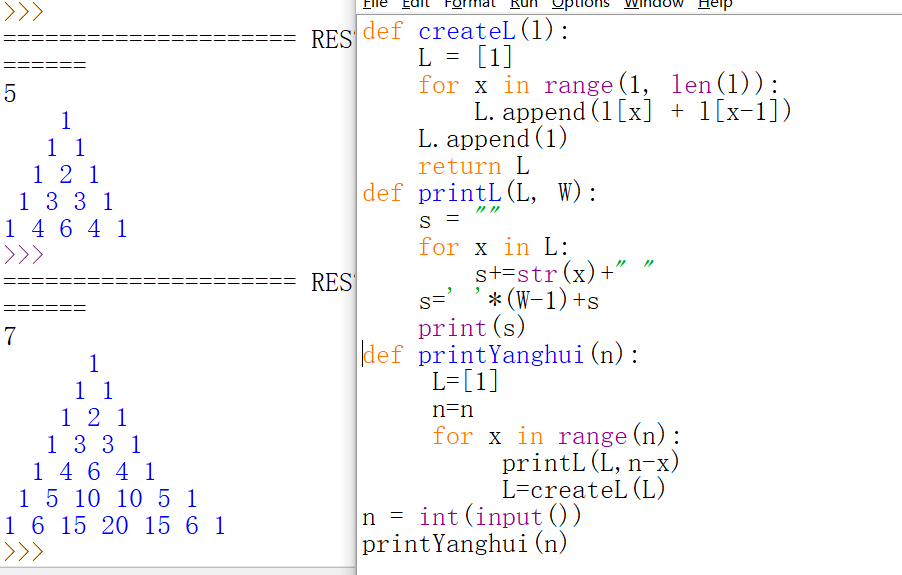 >>>
===================== RES
======
5
    1
   1 1
  1 2 1
 1 3 3 1
1 4 6 4 1
>>>
===================== RES
======
7
      1
     1 1
    1 2 1
   1 3 3 1
  1 4 6 4 1
 1 5 10 10 5 1
1 6 15 20 15 6 1
>>>
File Edit Format Run Options Window Help
def createL(l):
    L = [1]
    for x in range(1, len(l)):
        L.append(l[x] + l[x-1])
    L.append(1)
    return L
def printL(L, W):
    s = ""
    for x in L:
        s+=str(x)+" "
    s=' '*(W-1)+s
    print(s)
def printYanghui(n):
     L=[1]
     n=n
     for x in range(n):
          printL(L,n-x)
          L=createL(L)
n = int(input())
printYanghui(n)